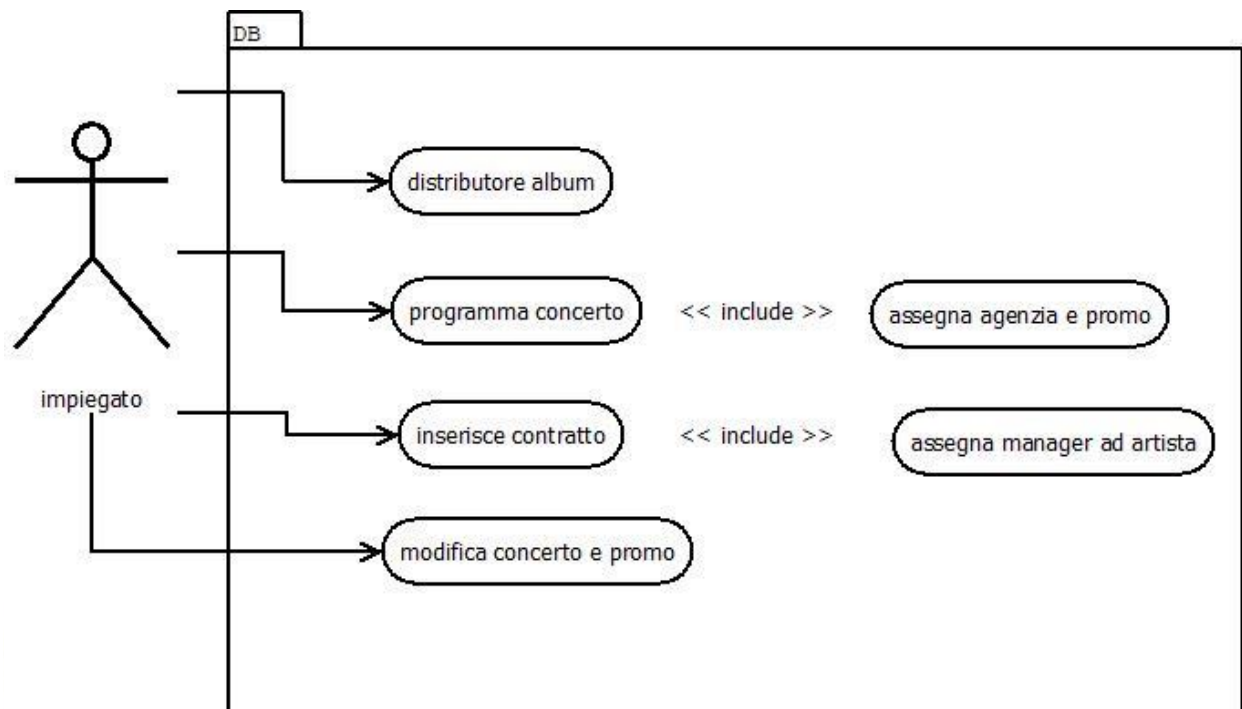 DB
distributore album
programma concerto << include >> assegna agenzia e promo
impiegato
inserisce contratto << include >> assegna manager ad artista
modifica concerto e promo